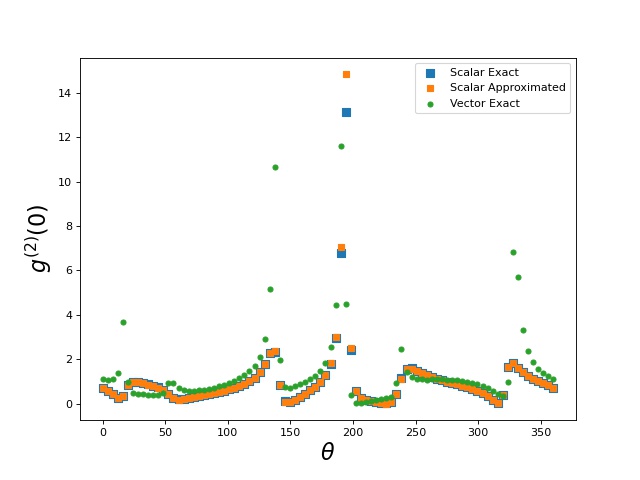 Scalar Exact
Scalar Approximated
Vector Exact
14
12
10
8
6
4
2
0
g^{(2)}(0)
0 50 100 150 200 250 300 350
θ